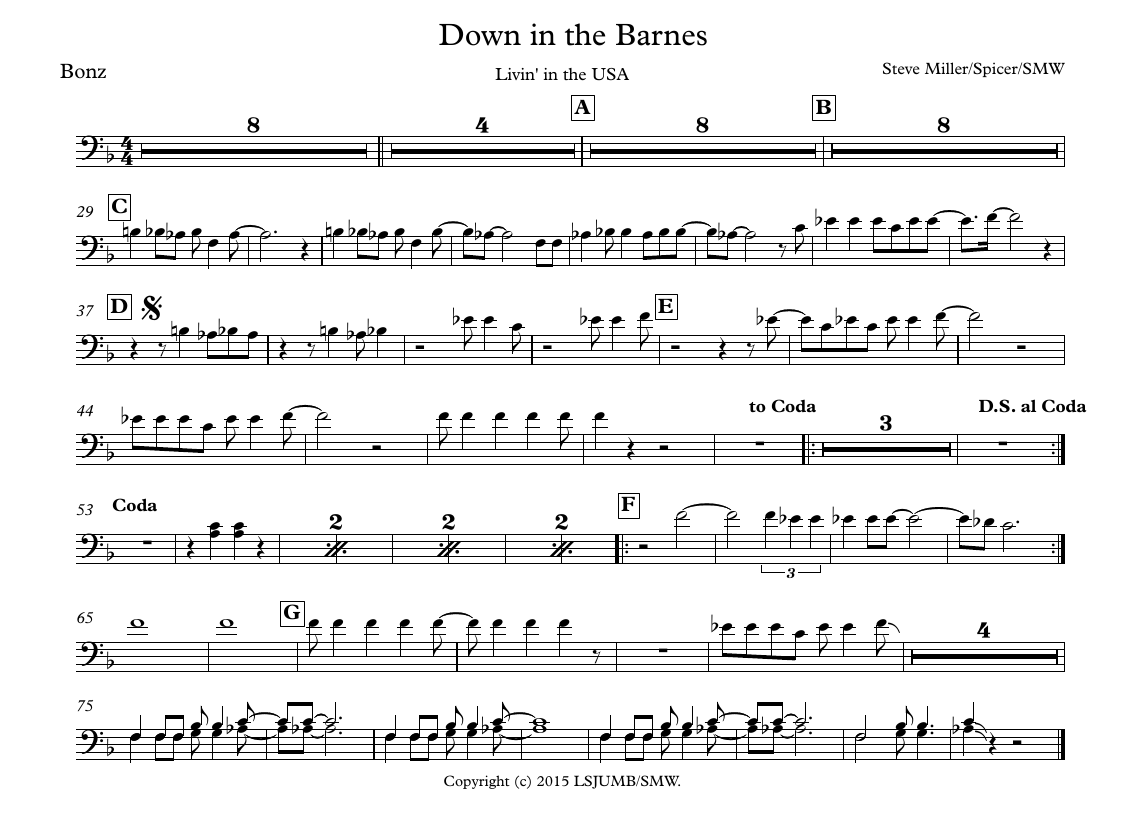 Down in the Barnes
Bonz
Livin' in the USA
Steve Miller/Spicer/SMW
A B
8 4 8 8
4
4
29 C
37 D E
44 to Coda D.S. al Coda
3
53 Coda F
2 2 2
3
65 G
4
75
Copyright (c) 2015 LSJUMB/SMW.